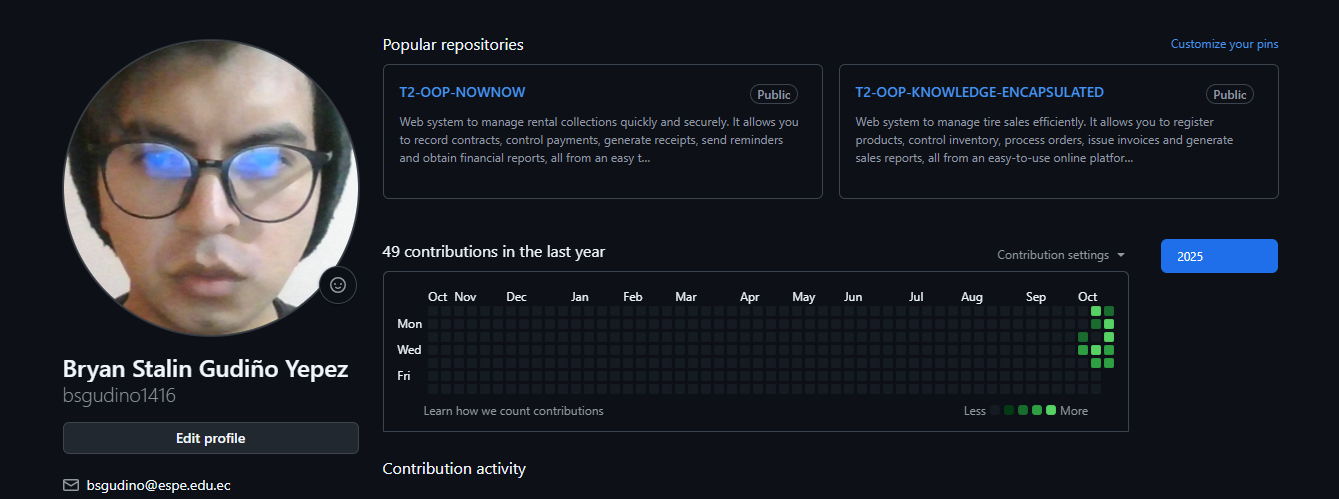 Popular repositories
Customize your pins
T2-OOP-NOWNOW
Public
Web system to manage rental collections quickly and securely. It allows you
to record contracts, control payments, generate receipts, send reminders
and obtain financial reports, all from an easy t...
T2-OOP-KNOWLEDGE-ENCAPSULATED
Public
Web system to manage tire sales efficiently. It allows you to register
products, control inventory, process orders, issue invoices and generate
sales reports, all from an easy-to-use online platfor...
49 contributions in the last year
Contribution settings
2025
Oct Nov Dec Jan Feb Mar Apr May Jun Jul Aug Sep Oct
Mon
Wed
Fri
Learn how we count contributions
Less
More
Contribution activity
Bryan Stalin Gudiño Yepez
bsgudino1416
Edit profile
bsgudino@espe.edu.ec